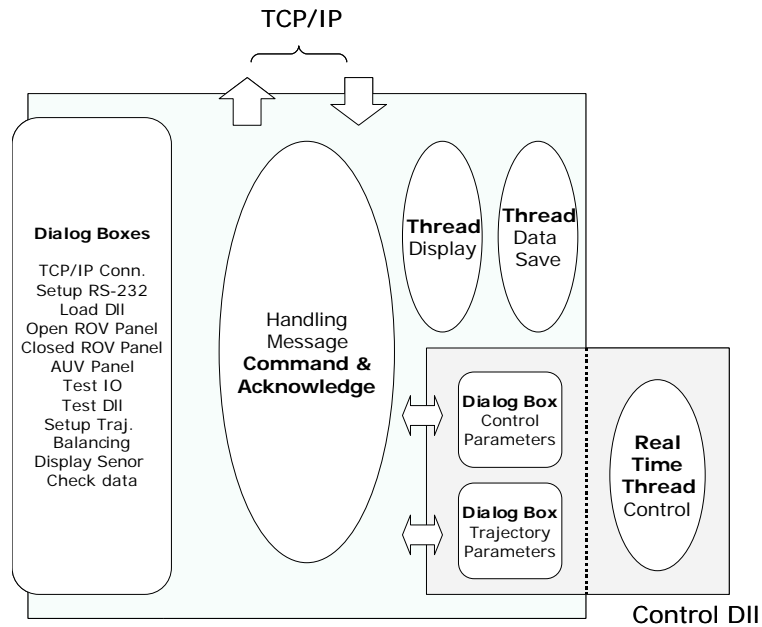 TCP/IP
Dialog Boxes
TCP/IP Conn.
Setup RS-232
Load Dll
Open ROV Panel
Closed ROV Panel
AUV Panel
Test IO
Test Dll
Setup Traj.
Balancing
Display Senor
Check data
Handling
Message
Command &
Acknowledge
Thread
Display
Thread
Data
Save
Dialog Box
Control
Parameters
Dialog Box
Trajectory
Parameters
Real
Time
Thread
Control
Control Dll